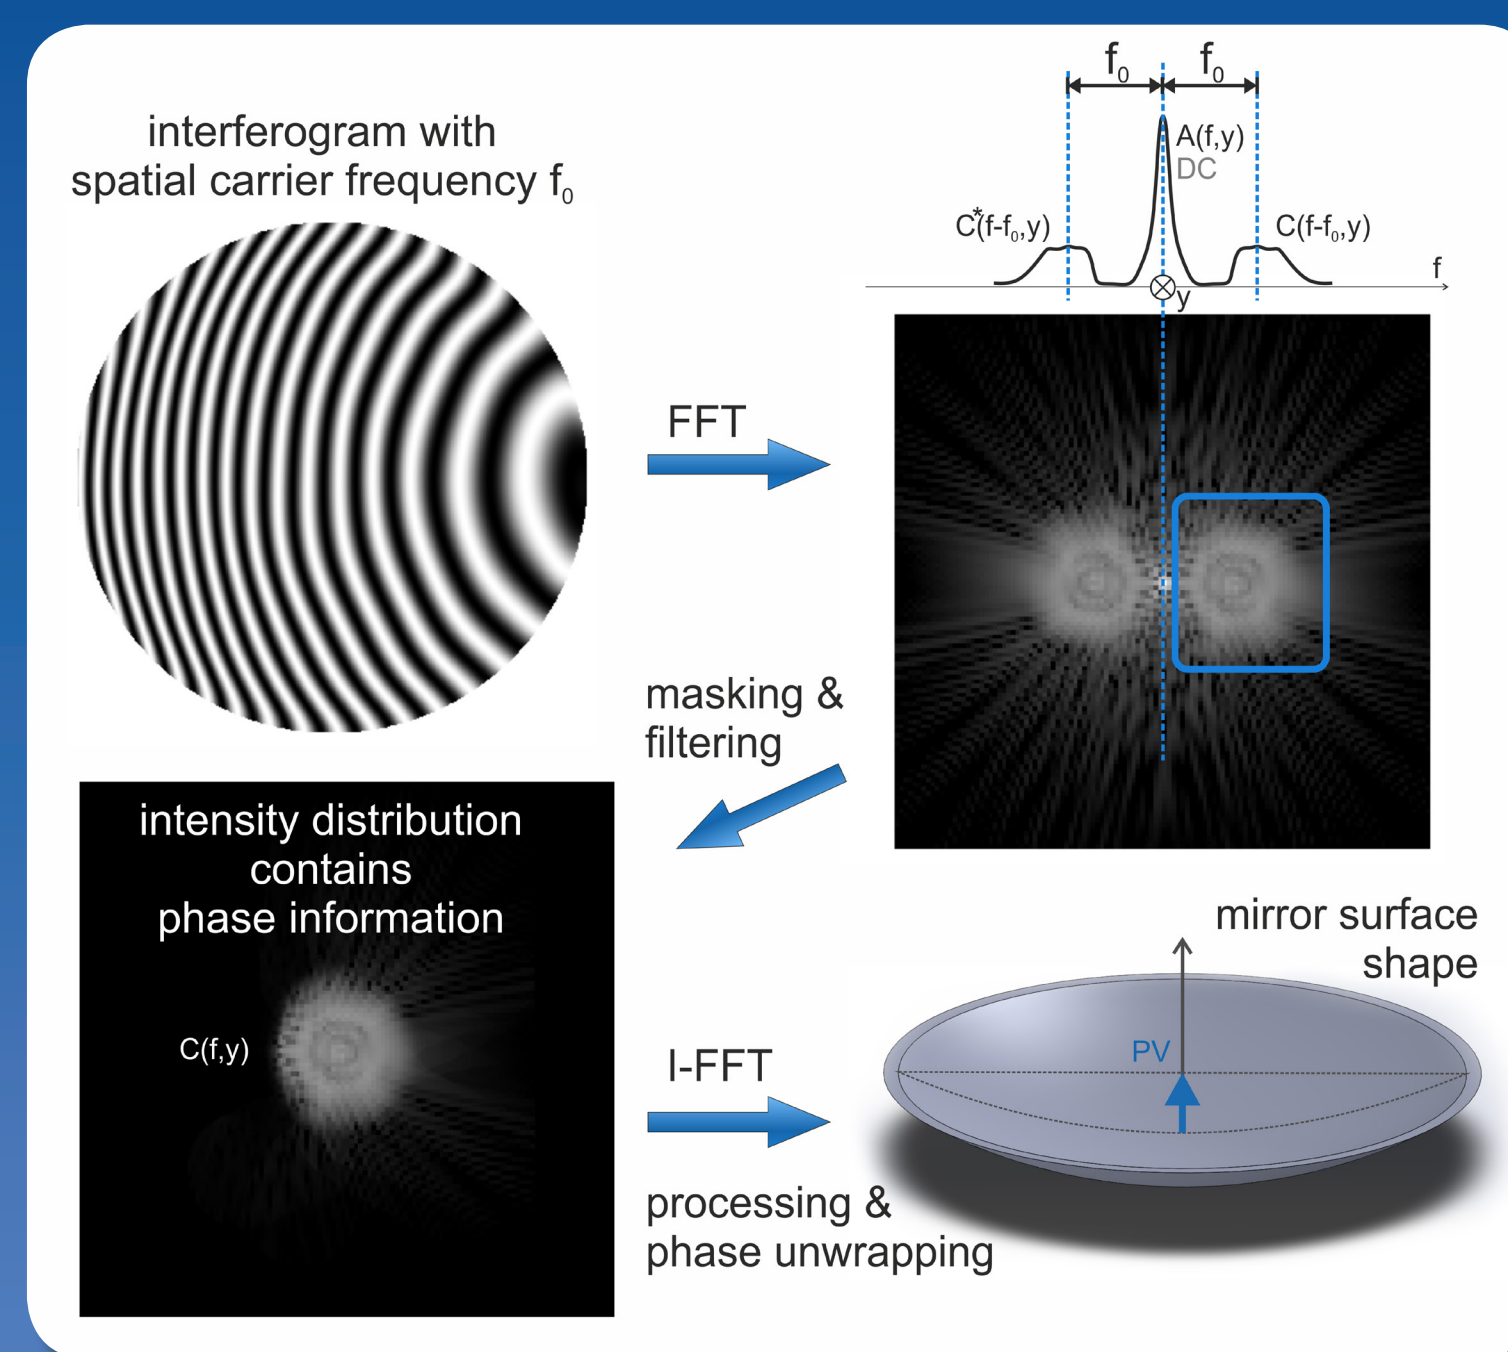 interferogram with
spatial carrier frequency f₀
f₀
f₀
A(f,y)
DC
C*(f-f₀,y)
C(f-f₀,y)
f
y
FFT
masking &
filtering
intensity distribution
contains
phase information
C(f,y)
I-FFT
processing &
phase unwrapping
mirror surface
shape
PV